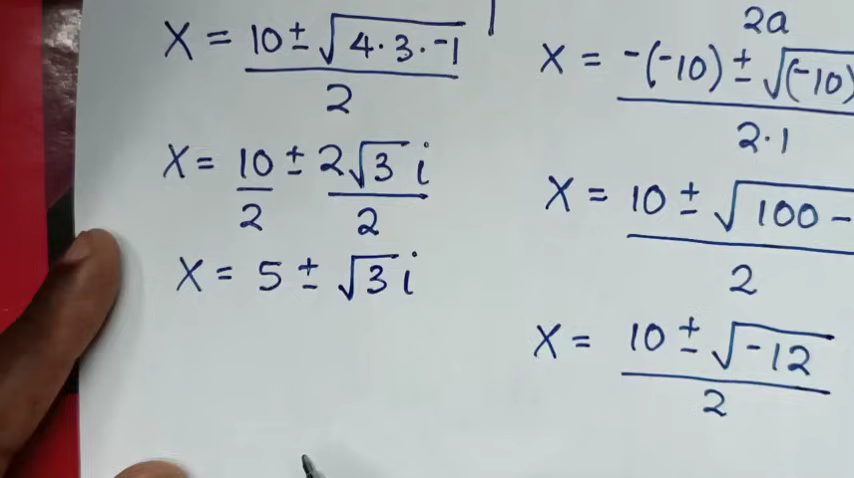 2a
x = -(-10) ± √(-10)
2·1
x = 10 ± √100 -
2
x = 10 ± √-12
2
x = 10 ± √4·3·-1
2
x = 10/2 ± 2√3 i/2
x = 5 ± √3 i